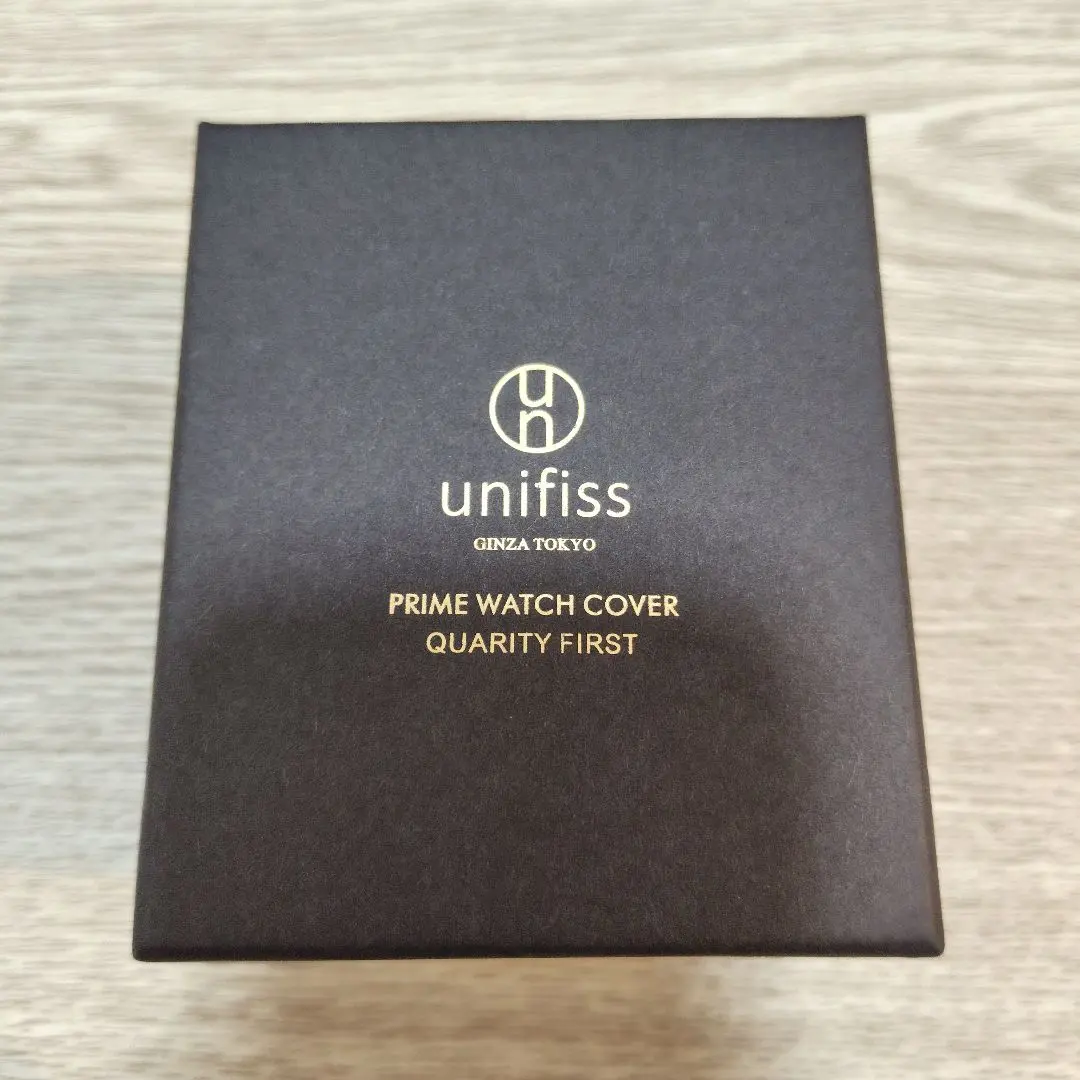 un
unifiss
GINZA TOKYO
PRIME WATCH COVER
QUARITY FIRST